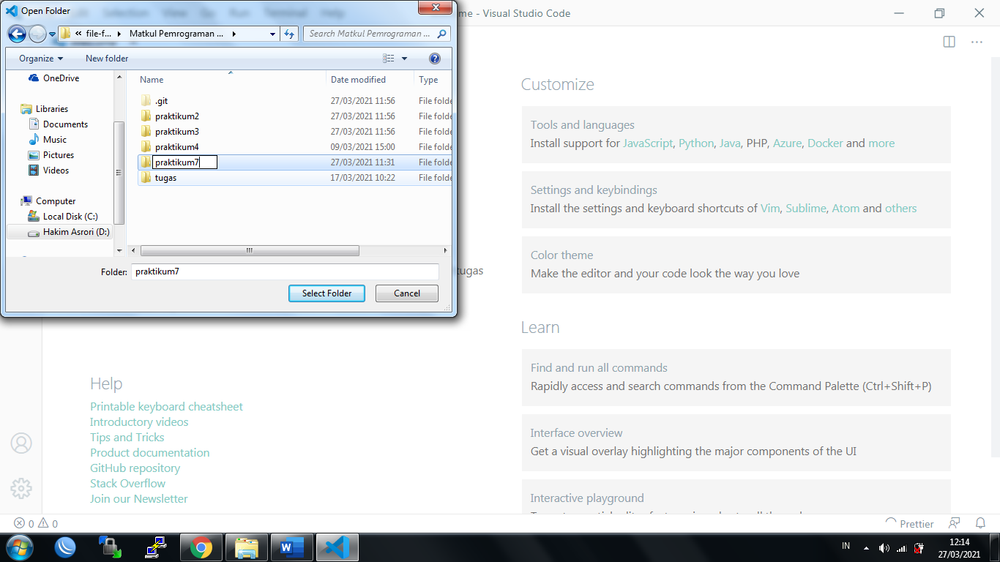 Open Folder
me - Visual Studio Code
« file-f... Matkul Pemrograman ...
Search Matkul Pemrograman ...
Organize New folder
OneDrive
Libraries
Documents
Music
Pictures
Videos
Computer
Local Disk (C:)
Hakim Asrori (D:)
Name Date modified Type
.git 27/03/2021 11:56 File folde
praktikum2 27/03/2021 11:56 File folde
praktikum3 27/03/2021 11:56 File folde
praktikum4 09/03/2021 15:00 File folde
praktikum7 27/03/2021 11:31 File folde
tugas 17/03/2021 10:22 File folde
Folder: praktikum7
Select Folder Cancel
tugas
Customize
Tools and languages
Install support for JavaScript, Python, Java, PHP, Azure, Docker and more
Settings and keybindings
Install the settings and keyboard shortcuts of Vim, Sublime, Atom and others
Color theme
Make the editor and your code look the way you love
Learn
Find and run all commands
Rapidly access and search commands from the Command Palette (Ctrl+Shift+P)
Interface overview
Get a visual overlay highlighting the major components of the UI
Interactive playground
Help
Printable keyboard cheatsheet
Introductory videos
Tips and Tricks
Product documentation
GitHub repository
Stack Overflow
Join our Newsletter
0 0
Prettier
IN
12:14
27/03/2021